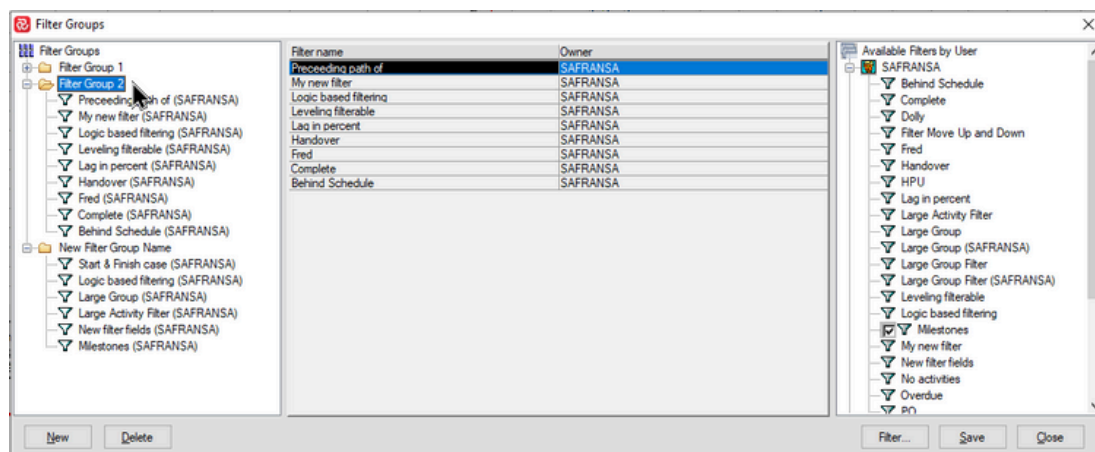 Filter Groups
Filter Groups
Filter Group 1
Filter Group 2
Preceeding path of (SAFRANSA)
My new filter (SAFRANSA)
Logic based filtering (SAFRANSA)
Leveling filterable (SAFRANSA)
Lag in percent (SAFRANSA)
Handover (SAFRANSA)
Fred (SAFRANSA)
Complete (SAFRANSA)
Behind Schedule (SAFRANSA)
New Filter Group Name
Start & Finish case (SAFRANSA)
Logic based filtering (SAFRANSA)
Large Group (SAFRANSA)
Large Activity Filter (SAFRANSA)
New filter fields (SAFRANSA)
Milestones (SAFRANSA)
Filter name Owner
Preceeding path of SAFRANSA
My new filter SAFRANSA
Logic based filtering SAFRANSA
Leveling filterable SAFRANSA
Lag in percent SAFRANSA
Handover SAFRANSA
Fred SAFRANSA
Complete SAFRANSA
Behind Schedule SAFRANSA
Available Filters by User
SAFRANSA
Behind Schedule
Complete
Dolly
Filter Move Up and Down
Fred
Handover
HPU
Lag in percent
Large Activity Filter
Large Group
Large Group (SAFRANSA)
Large Group Filter
Large Group Filter (SAFRANSA)
Leveling filterable
Logic based filtering
Milestones
My new filter
New filter fields
No activities
Overdue
PO
New Delete Filter... Save Close